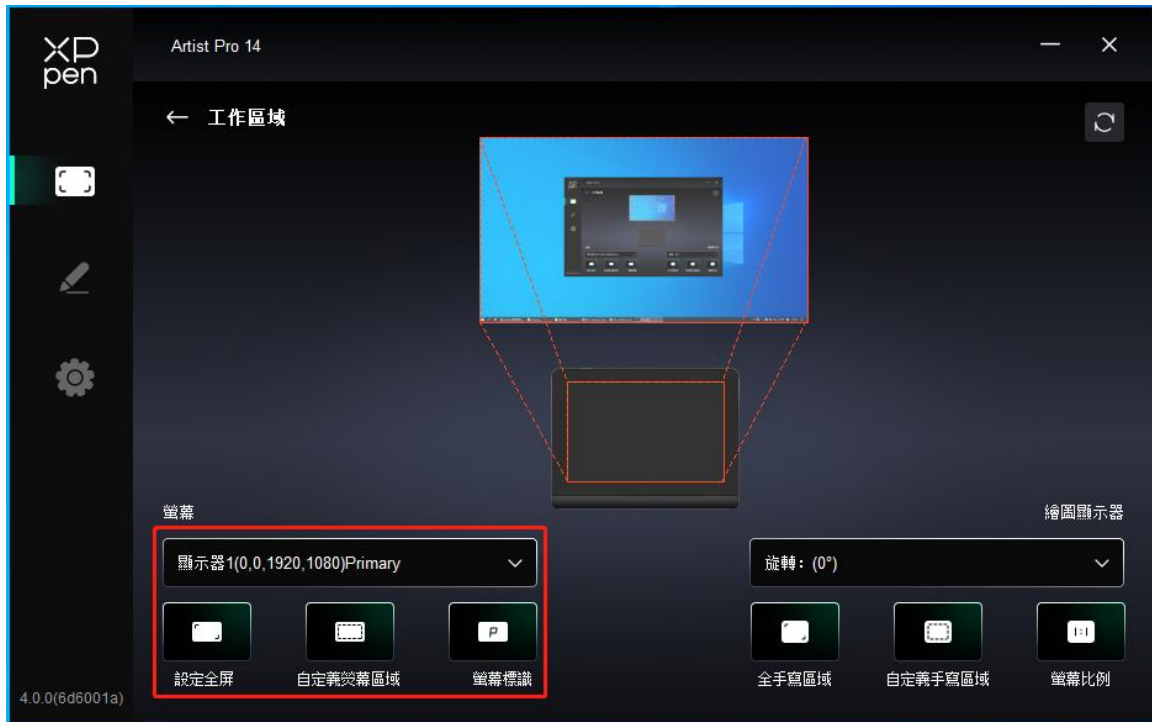 XP
pen
Artist Pro 14
← 工作區域
螢幕
繪圖顯示器
顯示器1(0,0,1920,1080)Primary
旋轉：(0°)
P
1:1
設定全屏
自定義熒幕區域
螢幕標識
全手寫區域
自定義手寫區域
螢幕比例
4.0.0(6d6001a)